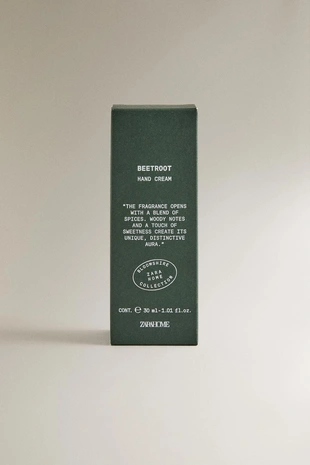 BEETROOT
HAND CREAM
"THE FRAGRANCE OPENS
WITH A BLEND OF
SPICES. WOODY NOTES
AND A TOUCH OF
SWEETNESS CREATE ITS
UNIQUE, DISTINCTIVE
AURA."
BLOOMSHIRE
ZARA
HOME
COLLECTION
CONT. ℮ 30 ml-1.01 fl.oz.
ZARA HOME